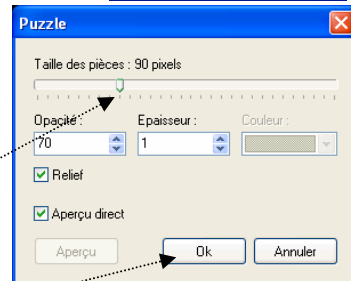 Puzzle
Taille des pièces : 90 pixels
Opacité : Epaisseur : Couleur :
70 1
Relief
Aperçu direct
Aperçu Ok Annuler